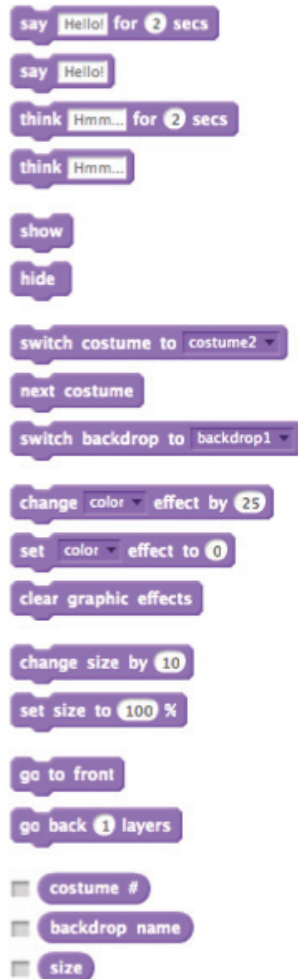 say Hello! for 2 secs
say Hello!
think Hmm... for 2 secs
think Hmm...
show
hide
switch costume to costume2
next costume
switch backdrop to backdrop1
change color effect by 25
set color effect to 0
clear graphic effects
change size by 10
set size to 100 %
go to front
go back 1 layers
costume #
backdrop name
size